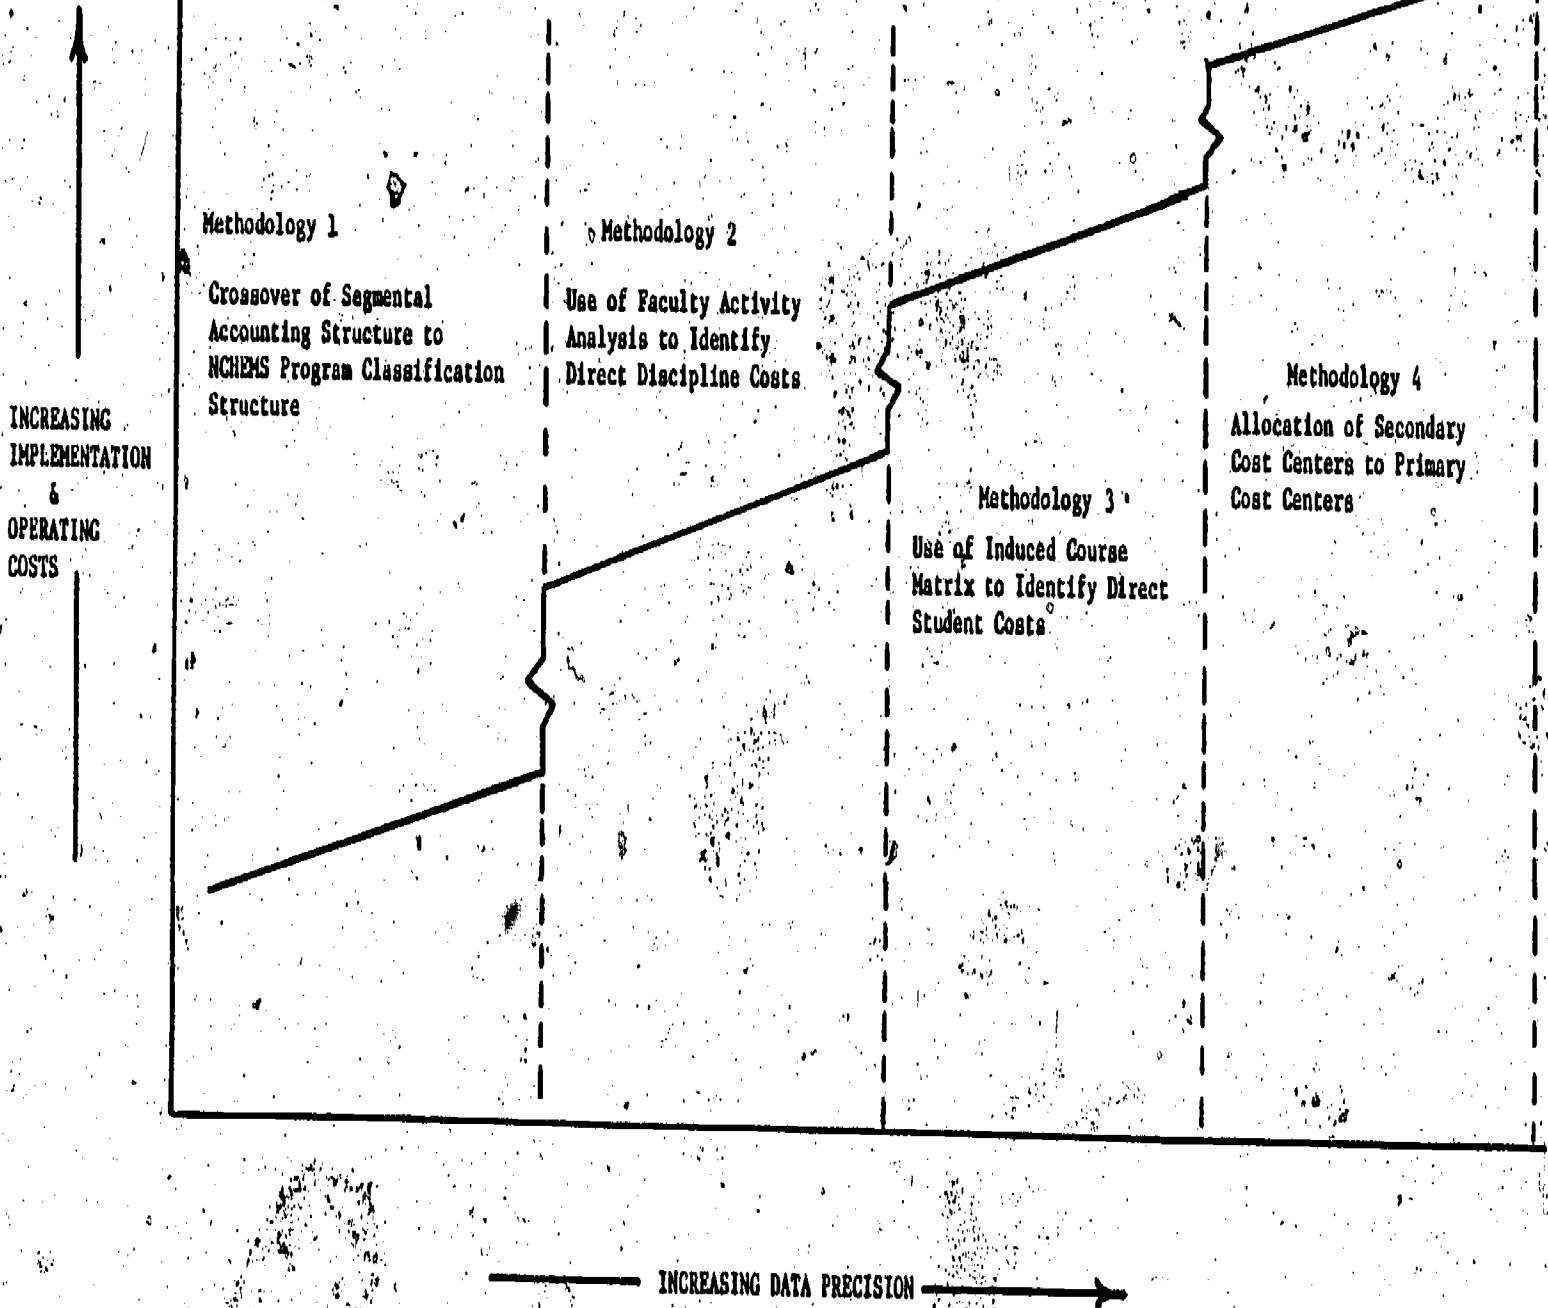 Methodology 1
Crossover of Segmental
Accounting Structure to
NCHEMS Program Classification
Structure
Methodology 2
Use of Faculty Activity
Analysis to Identify
Direct Discipline Costs
Methodology 3
Use of Induced Course
Matrix to Identify Direct
Student Costs
Methodology 4
Allocation of Secondary
Cost Centers to Primary
Cost Centers
INCREASING
IMPLEMENTATION
&
OPERATING
COSTS
INCREASING DATA PRECISION